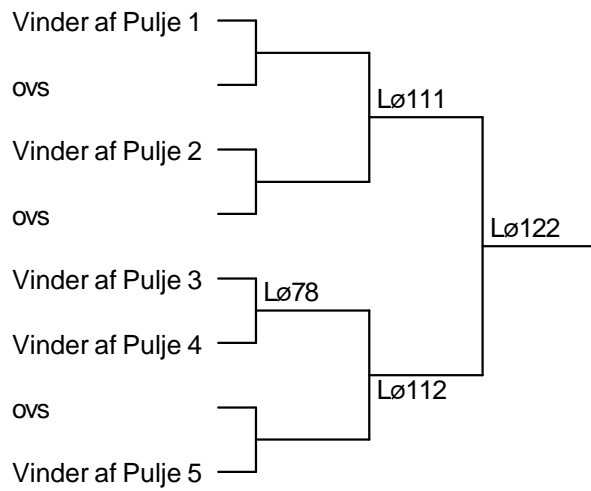 Vinder af Pulje 1
ovs
Lø111
Vinder af Pulje 2
ovs
Lø122
Vinder af Pulje 3
Lø78
Vinder af Pulje 4
Lø112
ovs
Vinder af Pulje 5